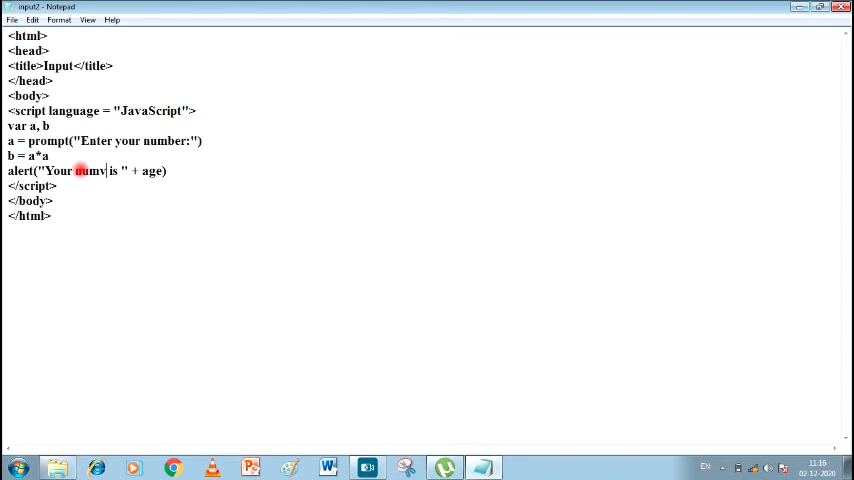 input2 - Notepad
File Edit Format View Help
<html>
<head>
<title>Input</title>
</head>
<body>
<script language = "JavaScript">
var a, b
a = prompt("Enter your number:")
b = a*a
alert("Your numv is " + age)
</script>
</body>
</html>
EN
11:16
02-12-2020